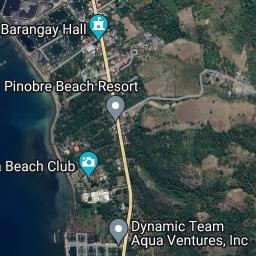 Barangay Hall
Pinobre Beach Resort
Beach Club
Dynamic Team
Aqua Ventures, Inc